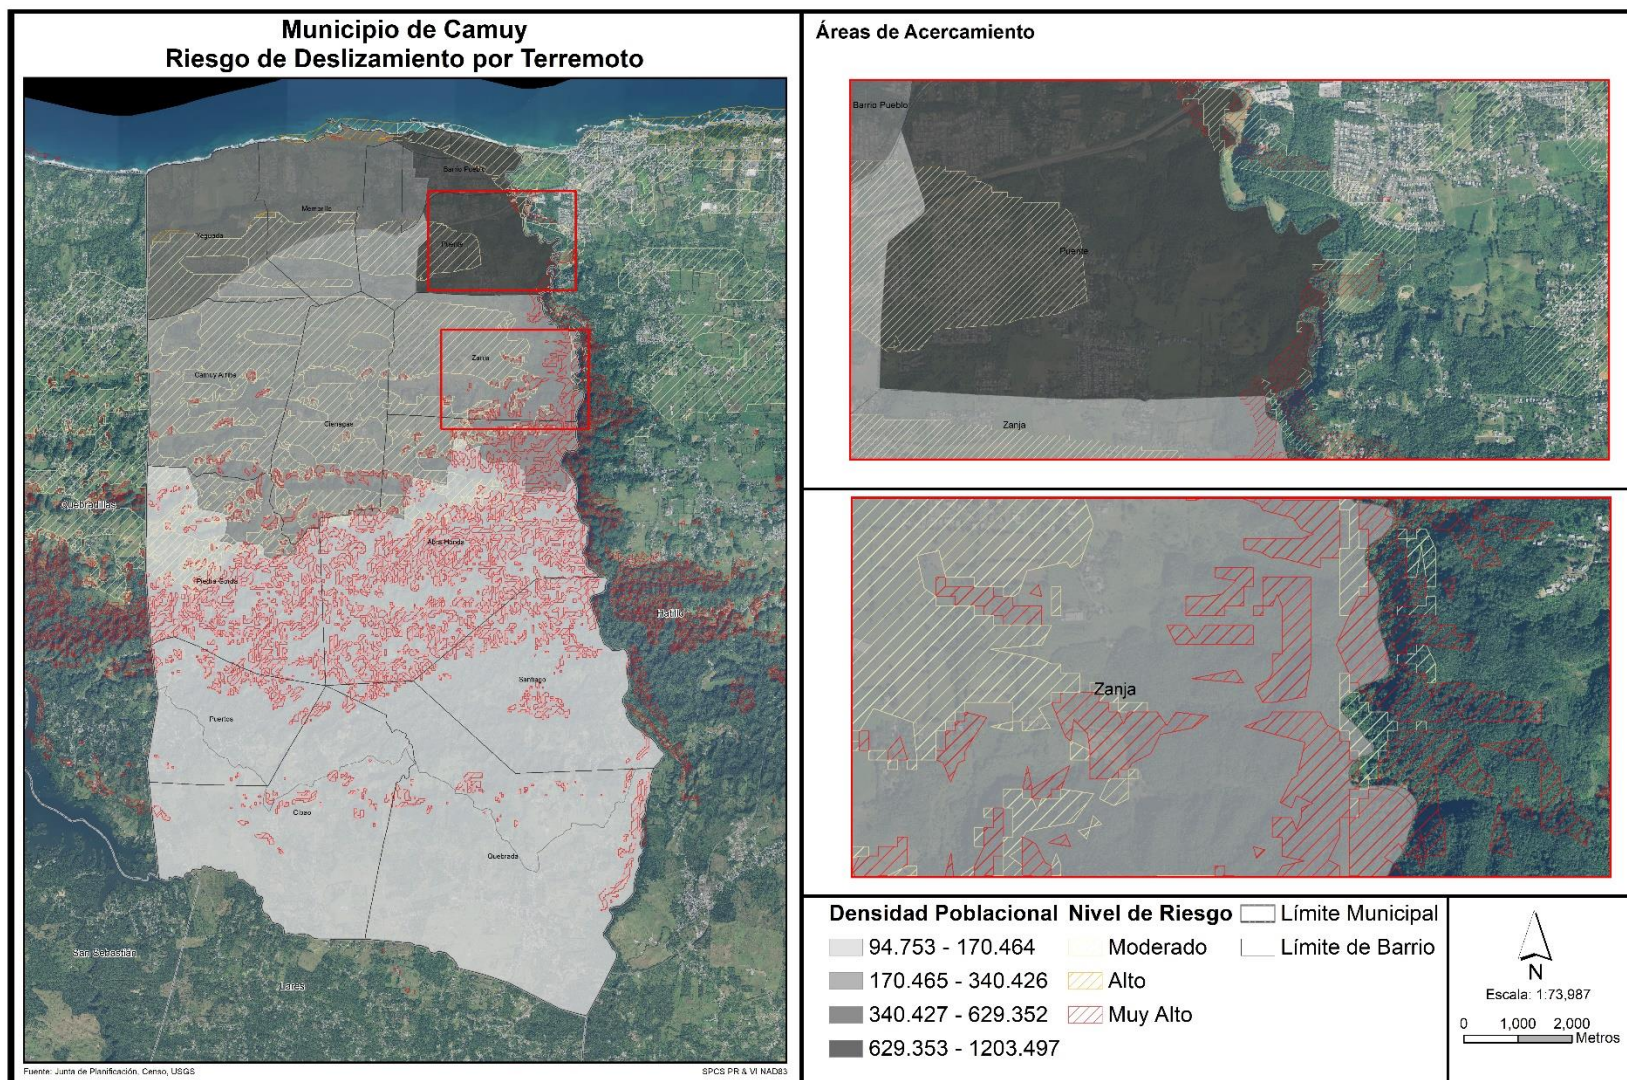 Municipio de Camuy
Riesgo de Deslizamiento por Terremoto
Barrio Pueblo
Membrillo
Yeguada
Puente
Zanja
Camuy Arriba
Cienagas
Quebradillas
Abra Honda
Piedra Gorda
Hatillo
Santiago
Puertos
Cibao
Quebrada
San Sebastián
Lares
Fuente: Junta de Planificación, Censo, USGS
SPCS PR & VI NAD83
Áreas de Acercamiento
Barrio Pueblo
Puente
Zanja
Zanja
Densidad Poblacional
94.753 - 170.464
170.465 - 340.426
340.427 - 629.352
629.353 - 1203.497
Nivel de Riesgo
Moderado
Alto
Muy Alto
Límite Municipal
Límite de Barrio
N
Escala: 1:73,987
0 1,000 2,000
Metros